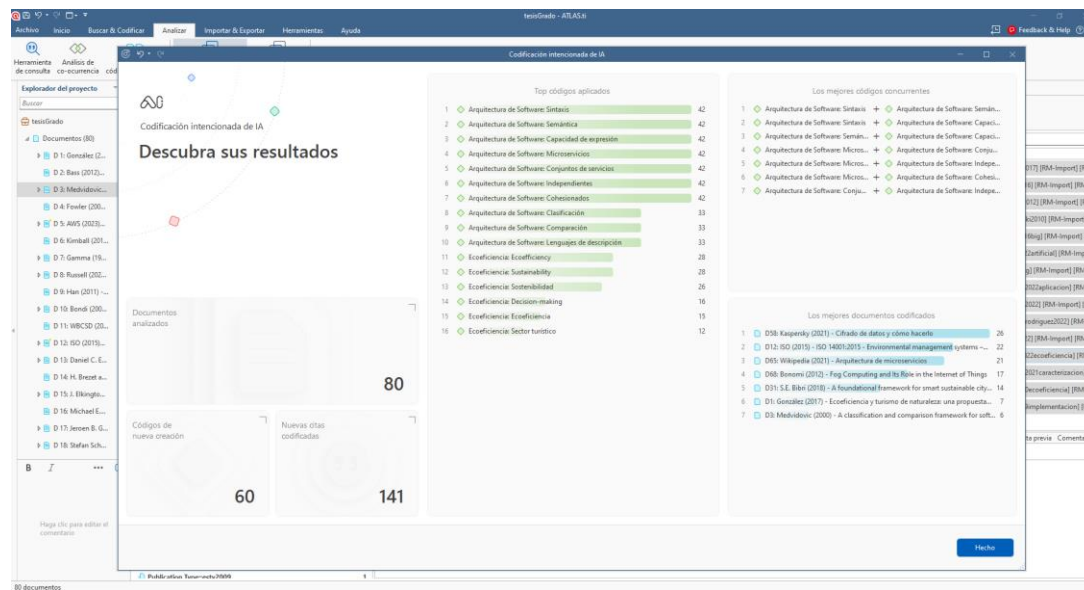 tesisGrado - ATLAS.ti
Archivo Inicio Buscar & Codificar Analizar Importar & Exportar Herramientas Ayuda
Feedback & Help
Herramienta de consulta
Análisis de co-ocurrencia
Explorador del proyecto
Buscar
tesisGrado
Documentos (80)
D 1: González (2...
D 2: Bass (2012)...
D 3: Medvidovic...
D 4: Fowler (200...
D 5: AWS (2023)...
D 6: Kimball (201...
D 7: Gamma (19...
D 8: Russell (202...
D 9: Han (2011) -...
D 10: Bondi (200...
D 11: WBCSD (20...
D 12: ISO (2015)...
D 13: Daniel C. E...
D 14: H. Brezet a...
D 15: J. Elkingto...
D 16: Michael E....
D 17: Jeroen B. G...
D 18: Stefan Sch...
B I ...
Haga clic para editar el
comentario
80 documentos
Codificación intencionada de IA
Codificación intencionada de IA
Descubra sus resultados
Documentos
analizados
80
Códigos de
nueva creación
60
Nuevas citas
codificadas
141
Top códigos aplicados
1 Arquitectura de Software: Sintaxis 42
2 Arquitectura de Software: Semántica 42
3 Arquitectura de Software: Capacidad de expresión 42
4 Arquitectura de Software: Microservicios 42
5 Arquitectura de Software: Conjuntos de servicios 42
6 Arquitectura de Software: Independientes 42
7 Arquitectura de Software: Cohesionados 42
8 Arquitectura de Software: Clasificación 33
9 Arquitectura de Software: Comparación 33
10 Arquitectura de Software: Lenguajes de descripción 33
11 Ecoeficiencia: Ecoefficiency 28
12 Ecoeficiencia: Sustainability 28
13 Ecoeficiencia: Sostenibilidad 26
14 Ecoeficiencia: Decision-making 16
15 Ecoeficiencia: Ecoeficiencia 15
16 Ecoeficiencia: Sector turístico 12
Los mejores códigos concurrentes
1 Arquitectura de Software: Sintaxis + Arquitectura de Software: Semán...
2 Arquitectura de Software: Sintaxis + Arquitectura de Software: Capaci...
3 Arquitectura de Software: Semán... + Arquitectura de Software: Capaci...
4 Arquitectura de Software: Micros... + Arquitectura de Software: Conju...
5 Arquitectura de Software: Micros... + Arquitectura de Software: Indepe...
6 Arquitectura de Software: Micros... + Arquitectura de Software: Cohesi...
7 Arquitectura de Software: Conju... + Arquitectura de Software: Indepe...
Los mejores documentos codificados
1 D58: Kaspersky (2021) - Cifrado de datos y cómo hacerlo 26
2 D12: ISO (2015) - ISO 14001:2015 - Environmental management systems -... 22
3 D65: Wikipedia (2021) - Arquitectura de microservicios 21
4 D68: Bonomi (2012) - Fog Computing and Its Role in the Internet of Things 17
5 D31: S.E. Bibri (2018) - A foundational framework for smart sustainable city... 14
6 D1: González (2017) - Ecoeficiencia y turismo de naturaleza: una propuesta... 7
7 D3: Medvidovic (2000) - A classification and comparison framework for soft... 6
Hecho